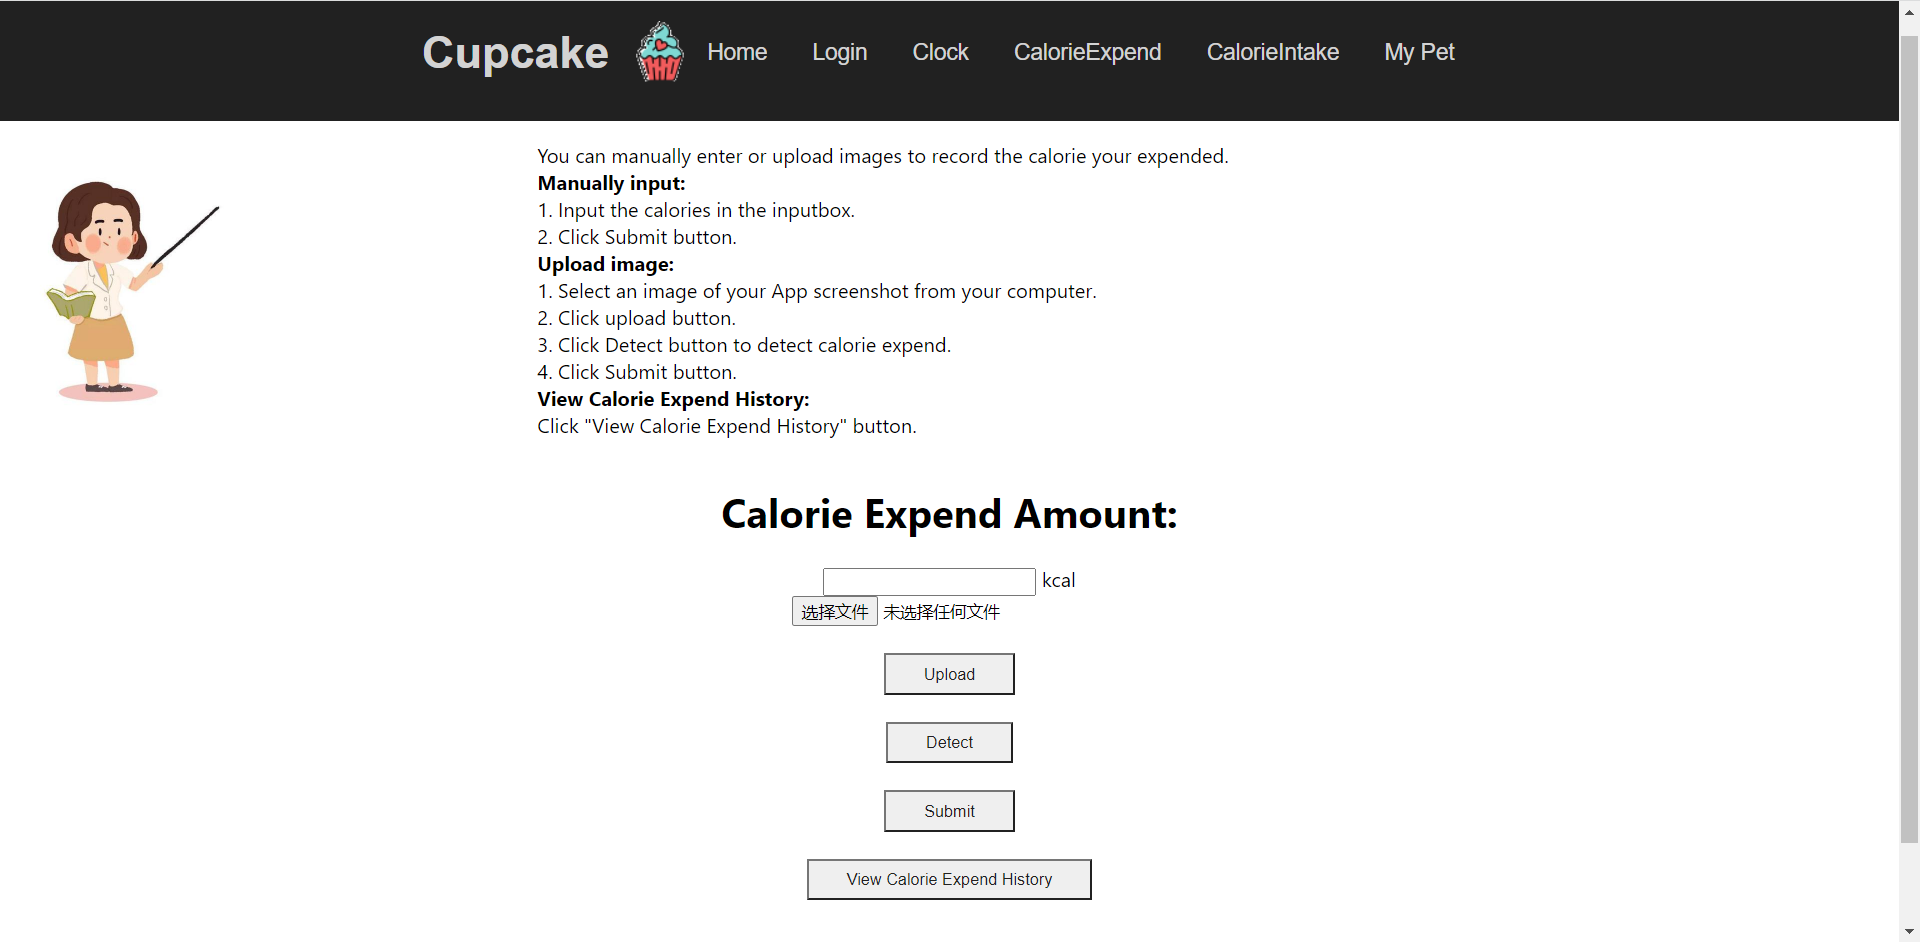 Cupcake Home Login Clock CalorieExpend CalorieIntake My Pet
You can manually enter or upload images to record the calorie your expended.
Manually input:
1. Input the calories in the inputbox.
2. Click Submit button.
Upload image:
1. Select an image of your App screenshot from your computer.
2. Click upload button.
3. Click Detect button to detect calorie expend.
4. Click Submit button.
View Calorie Expend History:
Click "View Calorie Expend History" button.
Calorie Expend Amount:
kcal
选择文件 未选择任何文件
Upload
Detect
Submit
View Calorie Expend History